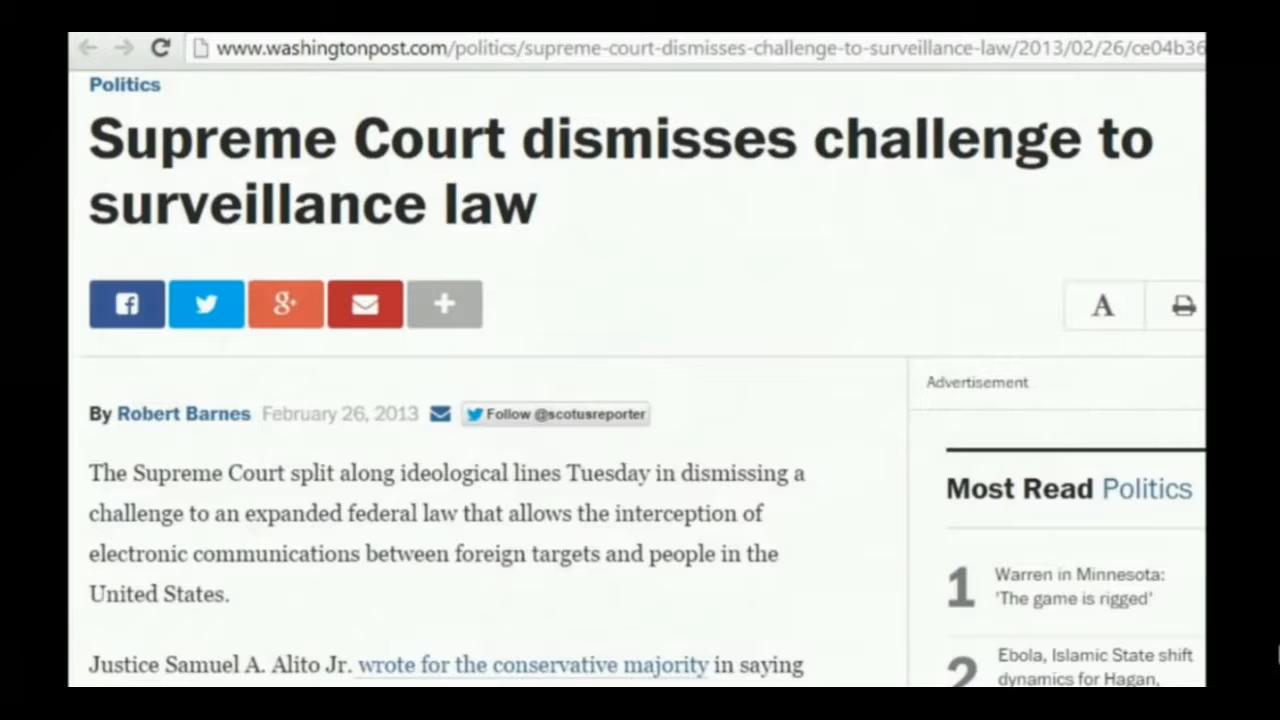 www.washingtonpost.com/politics/supreme-court-dismisses-challenge-to-surveillance-law/2013/02/26/ce04b36
Politics
Supreme Court dismisses challenge to
surveillance law
A
By Robert Barnes February 26, 2013 Follow @scotusreporter
The Supreme Court split along ideological lines Tuesday in dismissing a
challenge to an expanded federal law that allows the interception of
electronic communications between foreign targets and people in the
United States.
Justice Samuel A. Alito Jr. wrote for the conservative majority in saying
Advertisement
Most Read Politics
1 Warren in Minnesota:
'The game is rigged'
2 Ebola, Islamic State shift
dynamics for Hagan,